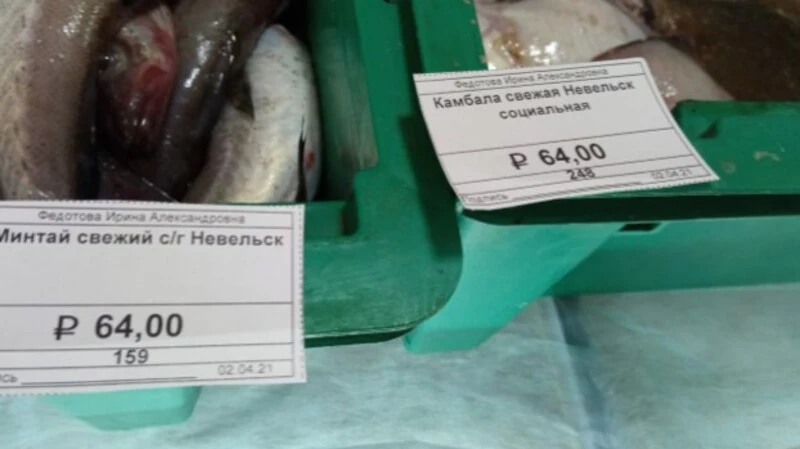 Федотова Ирина Александровна
Минтай свежий с/г Невельск
₽ 64,00
159
02.04.21
Федотова Ирина Александровна
Камбала свежая Невельск
социальная
₽ 64,00
248
Подпись 02.04.21